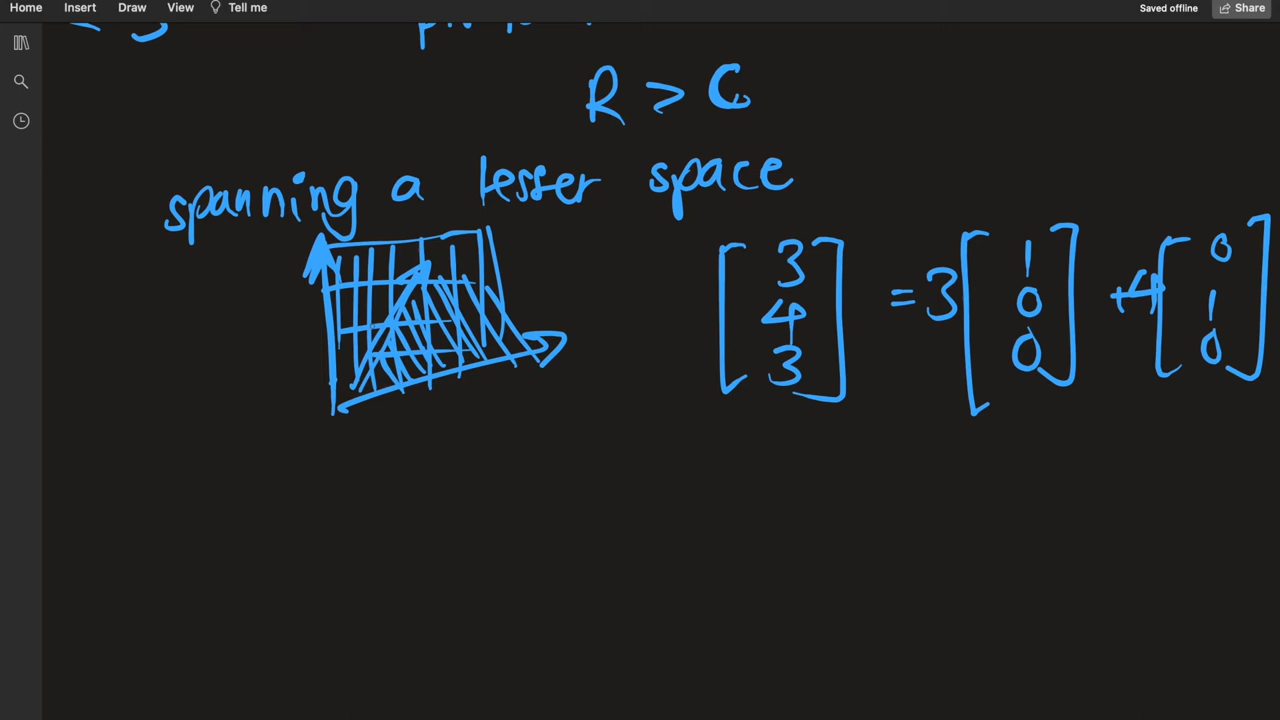 Home Insert Draw View Tell me Saved offline Share
R > C
spanning a lesser space
[3 4 3] = 3 [1 0 0] + 4 [0 1 0]